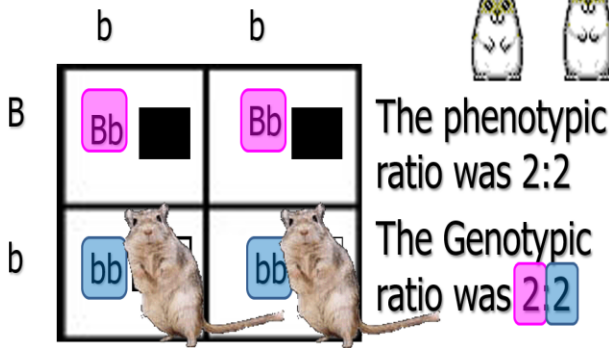 b b
B Bb Bb
The phenotypic
ratio was 2:2
b bb bb
The Genotypic
ratio was 2:2